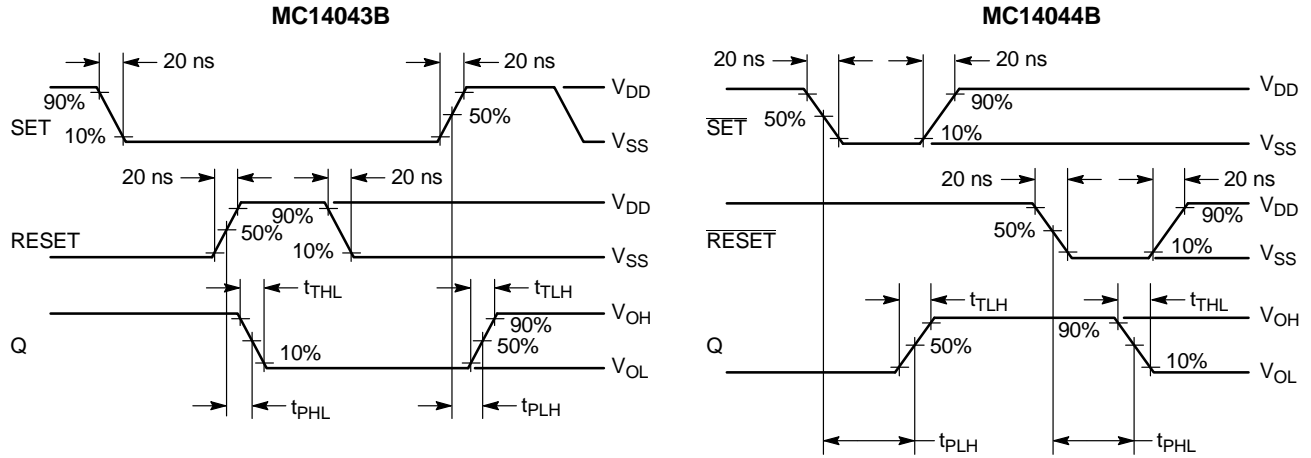 MC14043B
20 ns
20 ns
90%
SET
10%
50%
V_DD
V_SS
20 ns
20 ns
RESET
50%
90%
10%
V_DD
V_SS
t_THL
t_TLH
Q
10%
90%
50%
V_OH
V_OL
t_PHL
t_PLH
MC14044B
20 ns
20 ns
S̅E̅T̅
50%
90%
10%
V_DD
V_SS
20 ns
20 ns
R̅E̅S̅E̅T̅
50%
90%
10%
V_DD
V_SS
t_TLH
t_THL
Q
50%
90%
10%
V_OH
V_OL
t_PLH
t_PHL